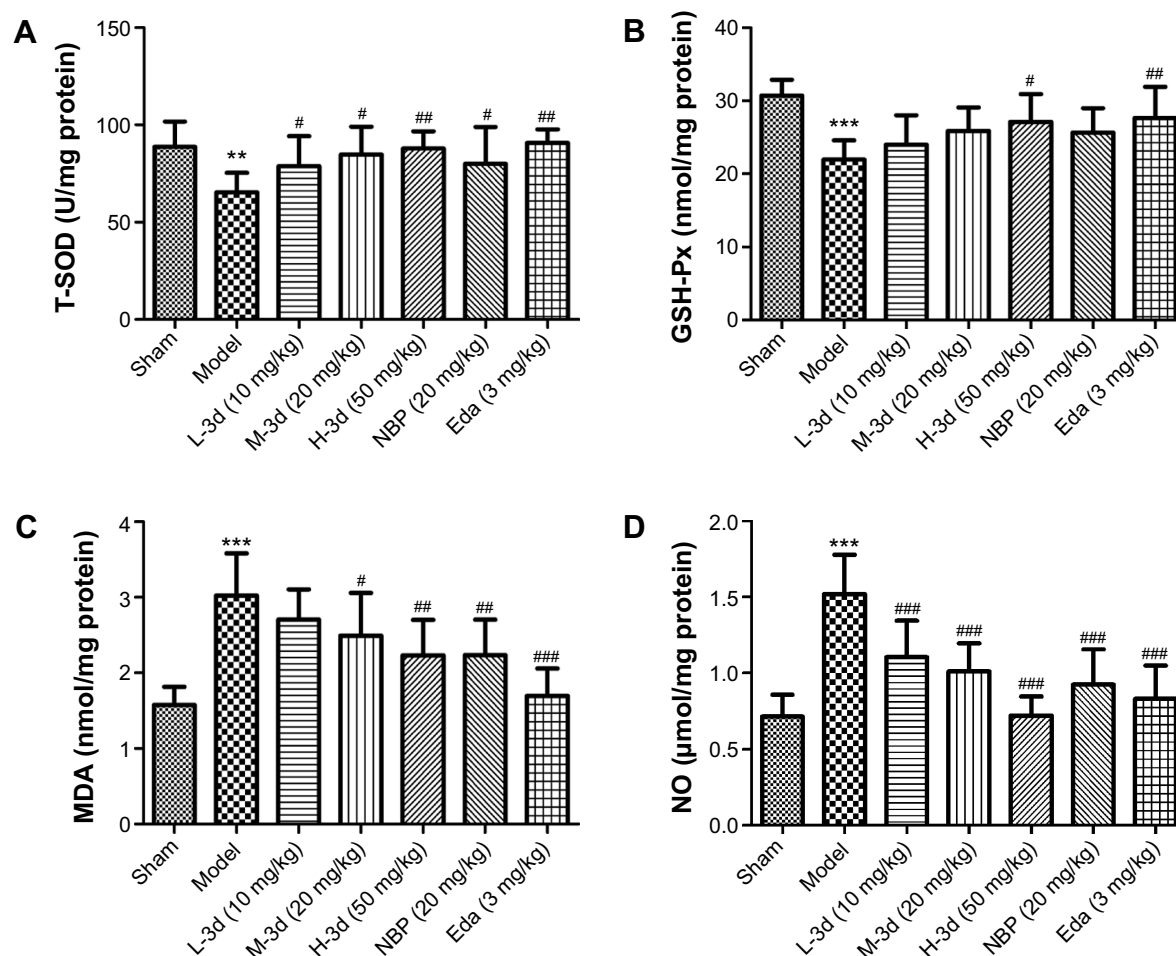 A
T-SOD (U/mg protein)
150
100
50
0
**
#
#
##
#
##
Sham
Model
L-3d (10 mg/kg)
M-3d (20 mg/kg)
H-3d (50 mg/kg)
NBP (20 mg/kg)
Eda (3 mg/kg)
B
GSH-Px (nmol/mg protein)
40
30
20
10
0
***
#
##
Sham
Model
L-3d (10 mg/kg)
M-3d (20 mg/kg)
H-3d (50 mg/kg)
NBP (20 mg/kg)
Eda (3 mg/kg)
C
MDA (nmol/mg protein)
4
3
2
1
0
***
#
##
##
###
Sham
Model
L-3d (10 mg/kg)
M-3d (20 mg/kg)
H-3d (50 mg/kg)
NBP (20 mg/kg)
Eda (3 mg/kg)
D
NO (µmol/mg protein)
2.0
1.5
1.0
0.5
0.0
***
###
###
###
###
###
Sham
Model
L-3d (10 mg/kg)
M-3d (20 mg/kg)
H-3d (50 mg/kg)
NBP (20 mg/kg)
Eda (3 mg/kg)